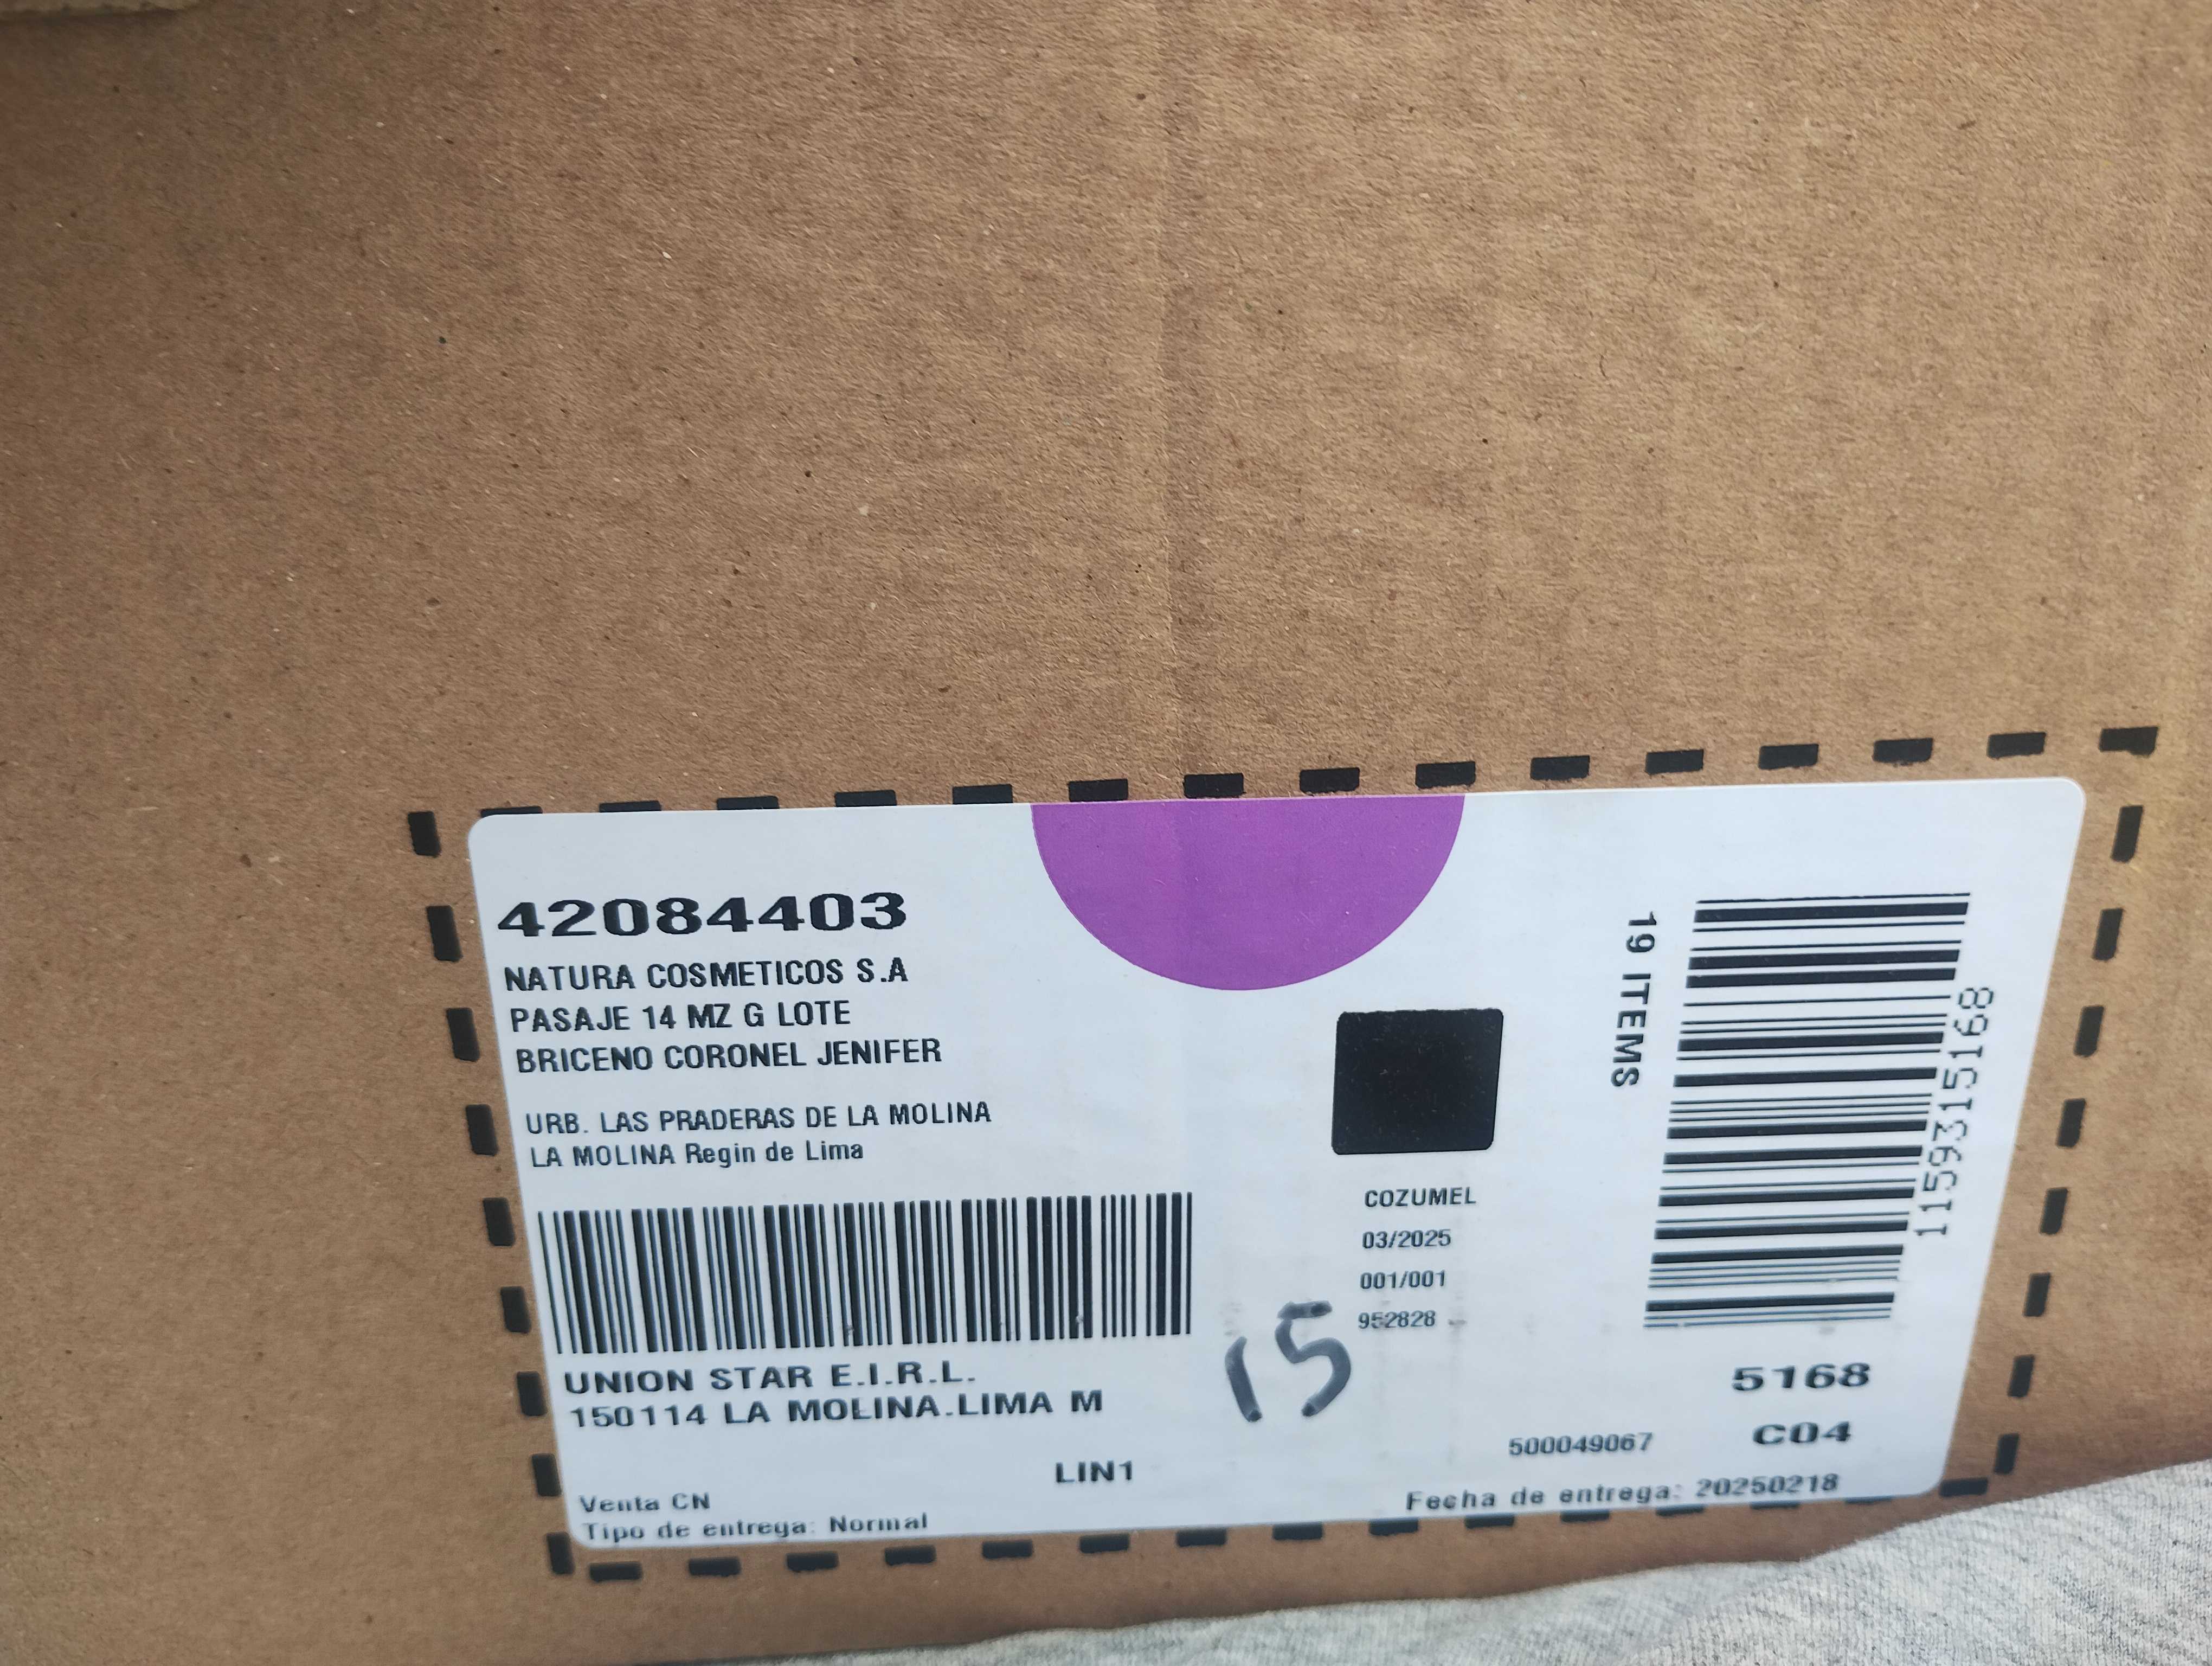 42084403
NATURA COSMETICOS S.A
PASAJE 14 MZ G LOTE
BRICENO CORONEL JENIFER
URB. LAS PRADERAS DE LA MOLINA
LA MOLINA Regin de Lima
UNION STAR E.I.R.L.
150114 LA MOLINA.LIMA M
LIN1
Venta CN
Tipo de entrega: Normal
COZUMEL
03/2025
001/001
952828
15
19 ITEMS
1159315168
5168
C04
500049067
Fecha de entrega: 20250218